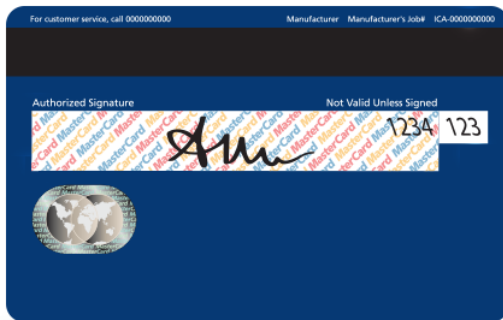 For customer service, call 0000000000 Manufacturer Manufacturer's Job# ICA-0000000000
Authorized Signature Not Valid Unless Signed
1234 123